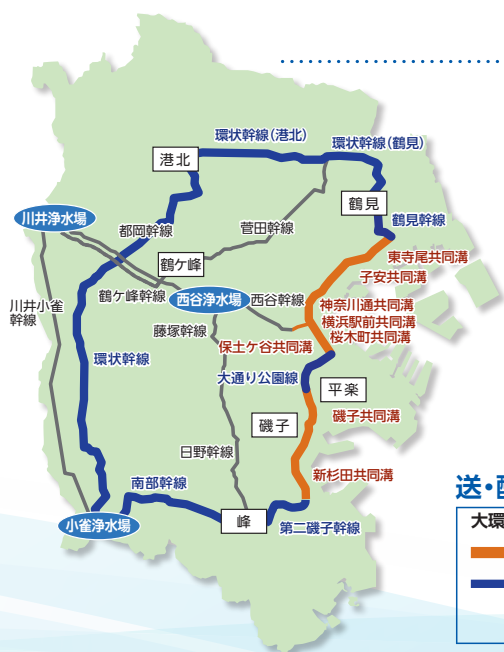 環状幹線(港北)
環状幹線(鶴見)
港北
鶴見
川井浄水場
鶴見幹線
都岡幹線
菅田幹線
東寺尾共同溝
鶴ケ峰
子安共同溝
鶴ケ峰幹線
西谷浄水場
西谷幹線
神奈川通共同溝
川井小雀
幹線
横浜駅前共同溝
藤塚幹線
桜木町共同溝
保土ケ谷共同溝
環状幹線
大通り公園線
平楽
磯子
磯子共同溝
日野幹線
新杉田共同溝
南部幹線
小雀浄水場
峰
第二磯子幹線
送・配
大環